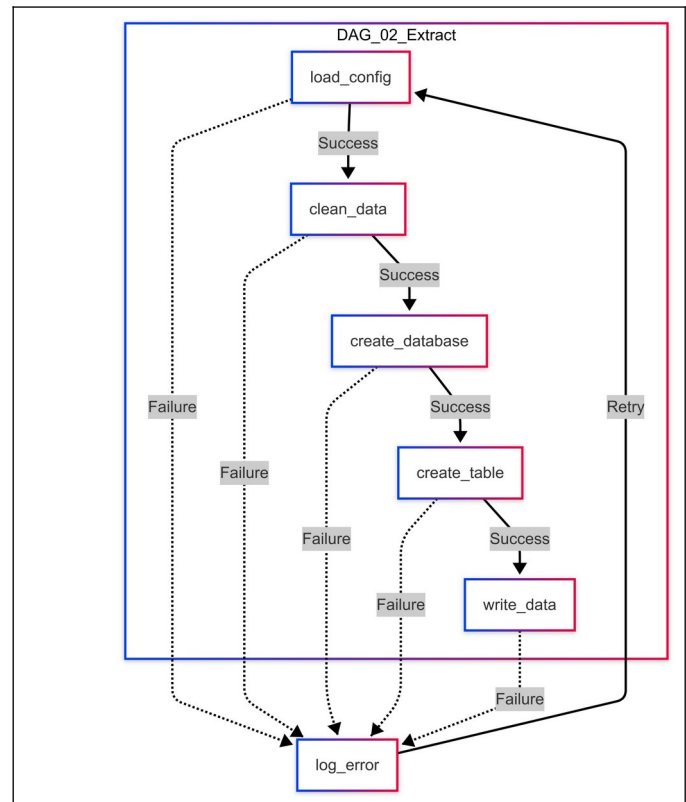 DAG_02_Extract
load_config
Success
clean_data
Success
create_database
Failure
Success
Retry
create_table
Failure
Success
Failure
write_data
Failure
Failure
log_error